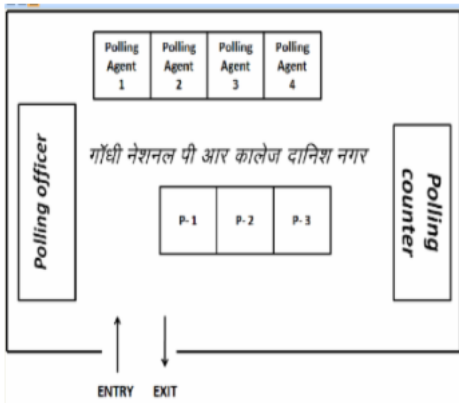 Polling Agent 1
Polling Agent 2
Polling Agent 3
Polling Agent 4
Polling officer
गाँधी नेशनल पी आर कालेज दानिश नगर
Polling counter
P-1 P-2 P-3
ENTRY EXIT